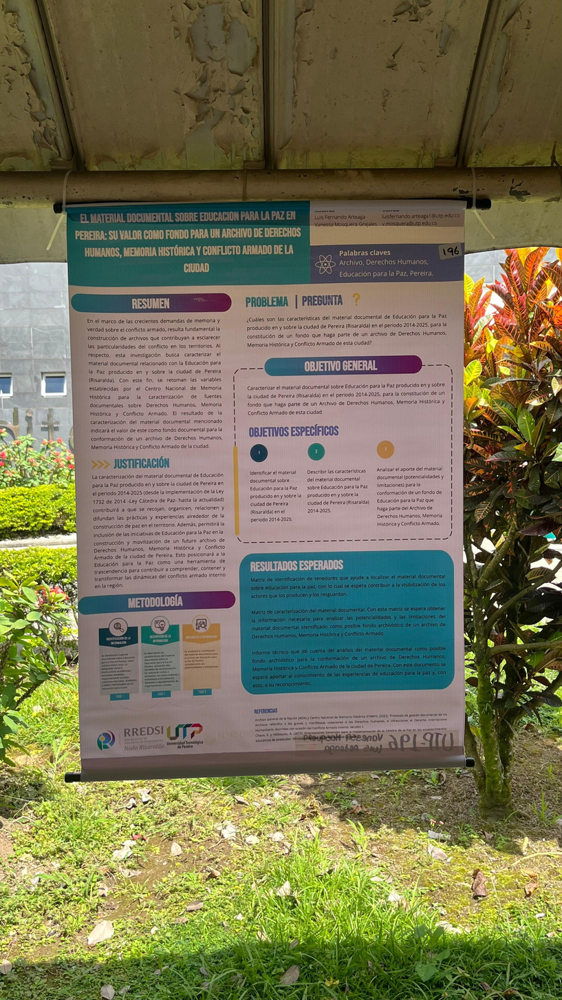 EL MATERIAL DOCUMENTAL SOBRE EDUCACION PARA LA PAZ EN
PEREIRA: SU VALOR COMO FONDO PARA UN ARCHIVO DE DERECHOS
HUMANOS, MEMORIA HISTÓRICA Y CONFLICTO ARMADO DE LA
CIUDAD
Luis Fernando Arteaga luisfernando.arteaga1@utp.edu.co
Vanessa Mosquera Grajales v.mosquera@utp.edu.co
196
Palabras claves
Archivo, Derechos Humanos,
Educación para la Paz, Pereira.
RESUMEN
En el marco de las crecientes demandas de memoria y
verdad sobre el conflicto armado, resulta fundamental la
construcción de archivos que contribuyan a esclarecer
las particularidades del conflicto en los territorios. Al
respecto, esta investigación busca caracterizar el
material documental relacionado con la Educación para
la Paz producido en y sobre la ciudad de Pereira
(Risaralda). Con este fin, se retoman las variables
establecidas por el Centro Nacional de Memoria
Histórica para la caracterización de fuentes
documentales sobre Derechos Humanos, Memoria
Histórica y Conflicto Armado. El resultado de la
caracterización del material documental mencionado
indicará el valor de este como fondo documental para la
conformación de un archivo de Derechos Humanos,
Memoria Histórica y Conflicto Armado de la ciudad.
>>> JUSTIFICACIÓN
La caracterización del material documental de Educación
para la Paz producido en y sobre la ciudad de Pereira en
el periodo 2014-2025 (desde la implementación de la Ley
1732 de 2014 -Ley Cátedra de Paz- hasta la actualidad)
contribuirá a que se recojan, organicen, relacionen y
difundan las prácticas y experiencias alrededor de la
construcción de paz en el territorio. Además, permitirá la
inclusión de las iniciativas de Educación para la Paz en la
construcción y movilización de un futuro archivo de
Derechos Humanos, Memoria Histórica y Conflicto
Armado de la ciudad de Pereira. Esto posicionará a la
Educación para la Paz como una herramienta de
trascendencia para contribuir a comprender, contener y
transformar las dinámicas del conflicto armado interno
en la región.
METODOLOGÍA
IDENTIFICACIÓN DE LA
INFORMACIÓN
DESCRIPCIÓN DE LA
INFORMACIÓN
ANÁLISIS DE LA INFORMACIÓN
FASE 1
FASE 2
FASE 3
PROBLEMA | PREGUNTA ?
¿Cuáles son las características del material documental de Educación para la Paz
producido en y sobre la ciudad de Pereira (Risaralda) en el periodo 2014-2025, para la
constitución de un fondo que haga parte de un archivo de Derechos Humanos,
Memoria Histórica y Conflicto Armado de esta ciudad?
OBJETIVO GENERAL
Caracterizar el material documental sobre Educación para la Paz producido en y sobre
la ciudad de Pereira (Risaralda) en el periodo 2014-2025, para la constitución de un
fondo que haga parte de un archivo de Derechos Humanos, Memoria Histórica y
Conflicto Armado de esta ciudad.
OBJETIVOS ESPECÍFICOS
1
Identificar el material
documental sobre
Educación para la Paz
producido en y sobre la
ciudad de Pereira
(Risaralda) en el
periodo 2014-2025.
2
Describir las características
del material documental
sobre Educación para la Paz
producido en y sobre la
ciudad de Pereira (Risaralda)
2014-2025.
3
Analizar el aporte del material
documental (potencialidades y
limitaciones) para la
conformación de un fondo de
Educación para la Paz que
haga parte del Archivo de
Derechos Humanos, Memoria
Histórica y Conflicto Armado.
RESULTADOS ESPERADOS
Matriz de identificación de tenedores que ayude a localizar el material documental
sobre educación para la paz, con lo cual se espera contribuir a la visibilización de los
actores que los producen y los resguardan.
Matriz de caracterización del material documental. Con esta matriz se espera obtener
la información necesaria para analizar las potencialidades y las limitaciones del
material documental identificado como posible fondo archivístico de un archivo de
Derechos Humanos, Memoria Histórica y Conflicto Armado.
Informe técnico que dé cuenta del análisis del material documental como posible
fondo archivístico para la conformación de un archivo de Derechos Humanos,
Memoria Histórica y Conflicto Armado de la ciudad de Pereira. Con este documento se
espera aportar al conocimiento de las experiencias de educación para la paz y, con
esto, a su reconocimiento.
REFERENCIAS
Archivo General de la Nación (AGN) y Centro Nacional de Memoria Histórica (CNMH). (2022). Protocolo de gestión documental de los
Archivos referidos a las graves y manifiestas violaciones a los Derechos Humanos, e Infracciones al Derecho Internacional
Humanitario ocurridas con ocasión del Conflicto Armado Interno. Versión
RREDSI
Nodo Risaralda
UTP
Universidad Tecnológica
de Pereira
UTP-196 Vanessa Mosquera
Luis Arteaga